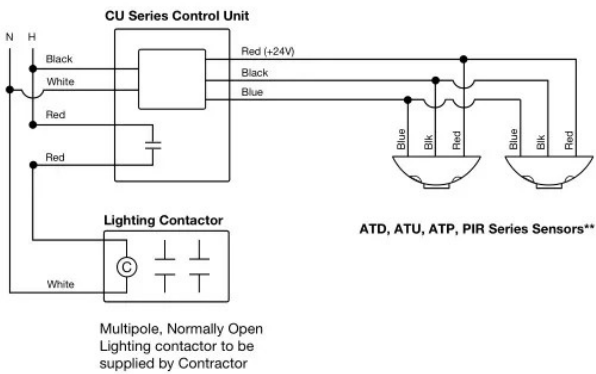 CU Series Control Unit
N H
Black
White
Red
Red
Red (+24V)
Black
Blue
Blue
Blk
Red
Blue
Blk
Red
ATD, ATU, ATP, PIR Series Sensors**
Lighting Contactor
C
White
Multipole, Normally Open
Lighting contactor to be
supplied by Contractor